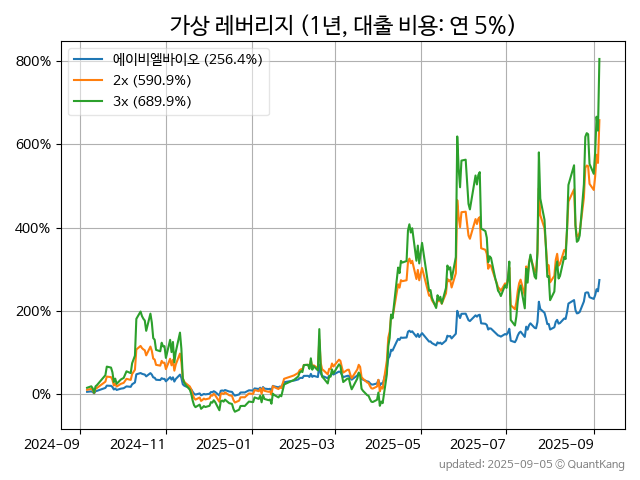 가상 레버리지 (1년, 대출 비용: 연 5%)
에이비엘바이오 (256.4%)
2x (590.9%)
3x (689.9%)
800%
600%
400%
200%
0%
2024-09 2024-11 2025-01 2025-03 2025-05 2025-07 2025-09
updated: 2025-09-05 © QuantKang